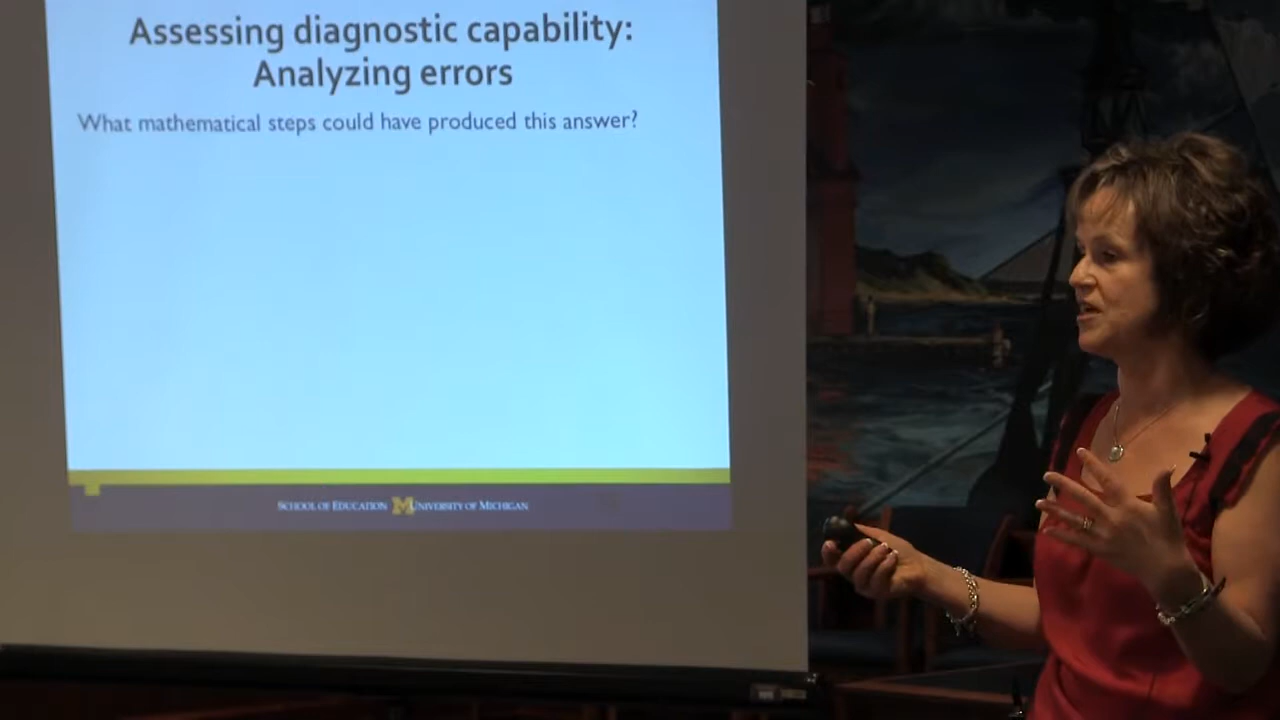 Assessing diagnostic capability:
Analyzing errors
What mathematical steps could have produced this answer?
SCHOOL OF EDUCATION M UNIVERSITY OF MICHIGAN